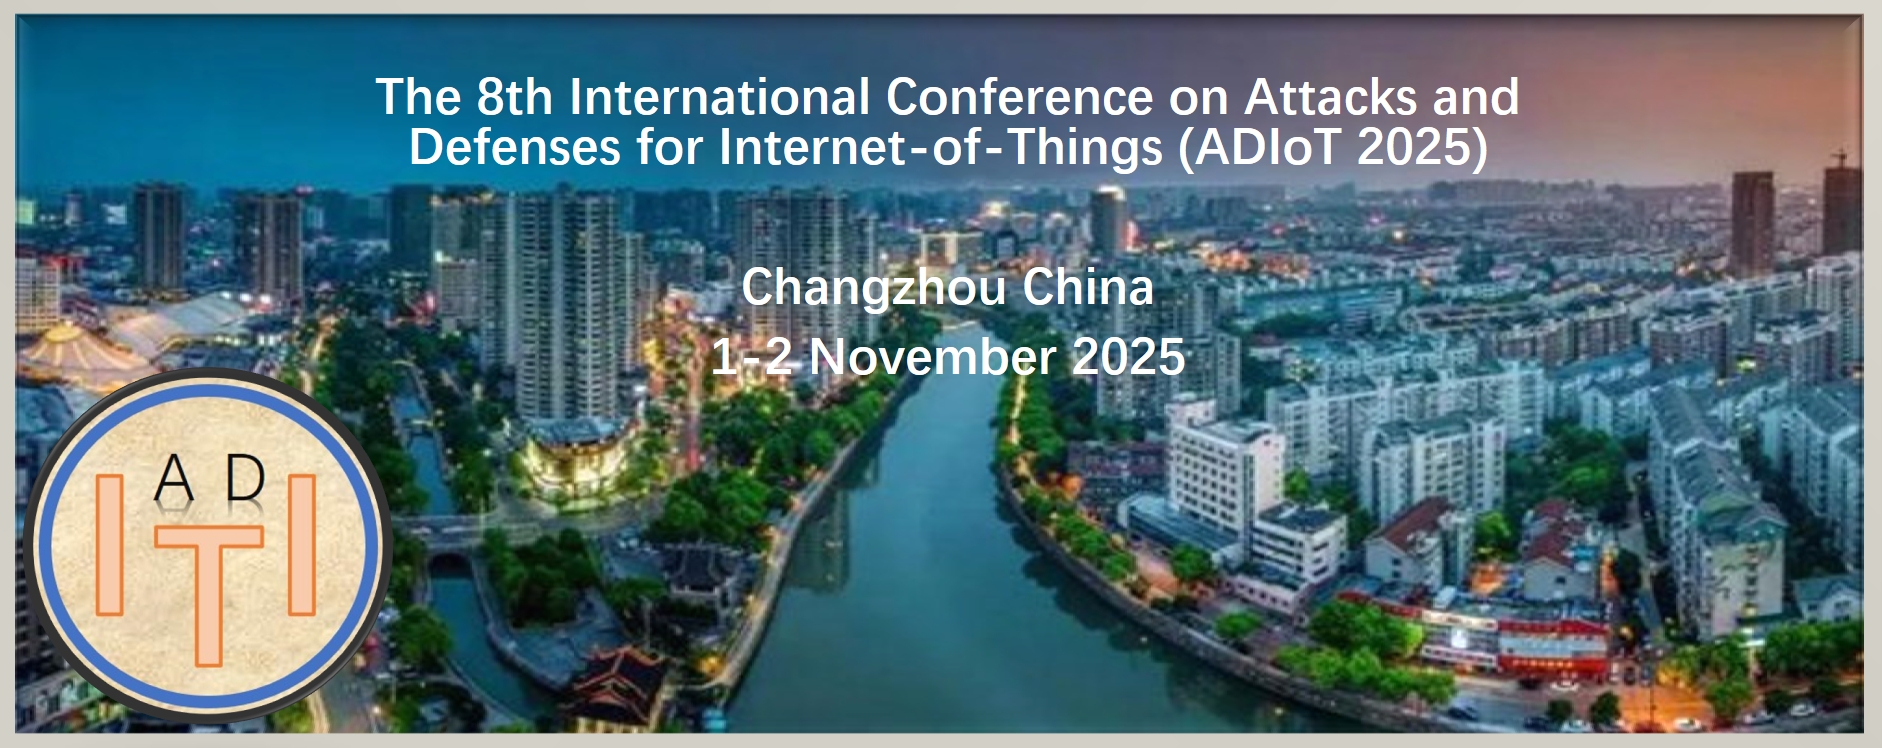 The 8th International Conference on Attacks and
Defenses for Internet-of-Things (ADIoT 2025)
Changzhou China
1-2 November 2025
A D
ITI